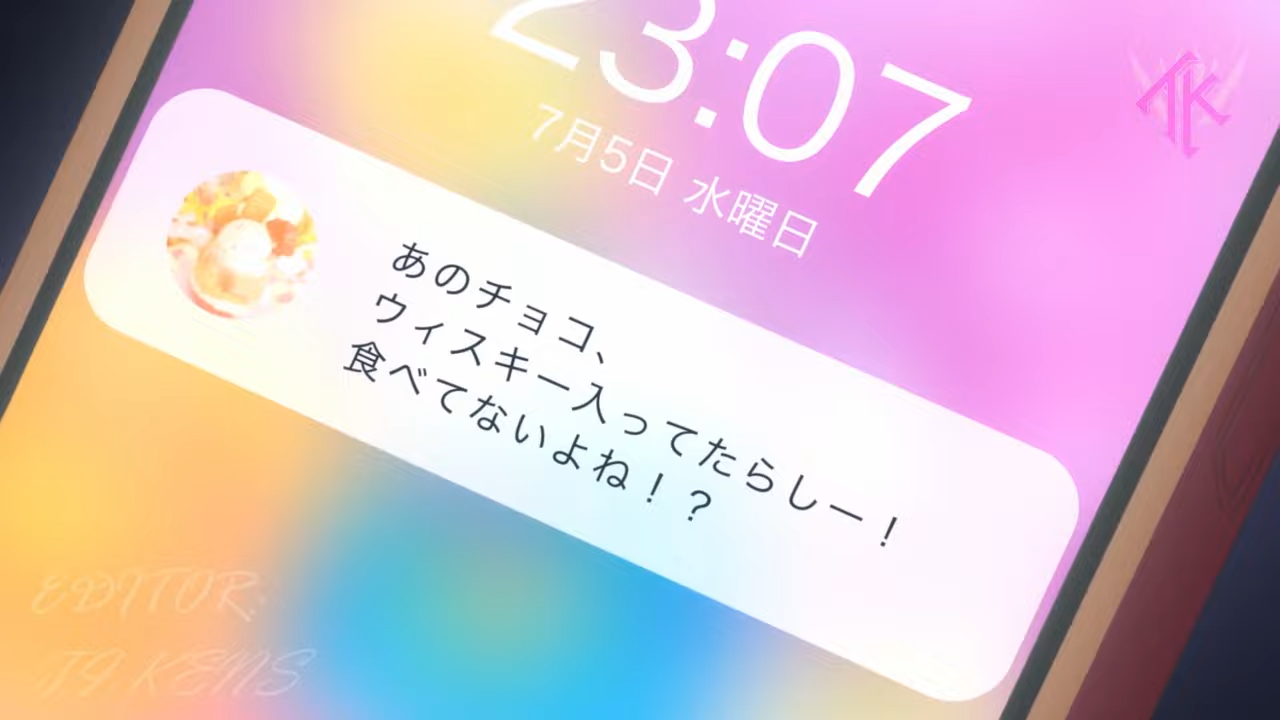 23:07
7月5日 水曜日
あのチョコ、
ウィスキー入ってたらしー！
食べてないよね！？
TK
EDITOR: